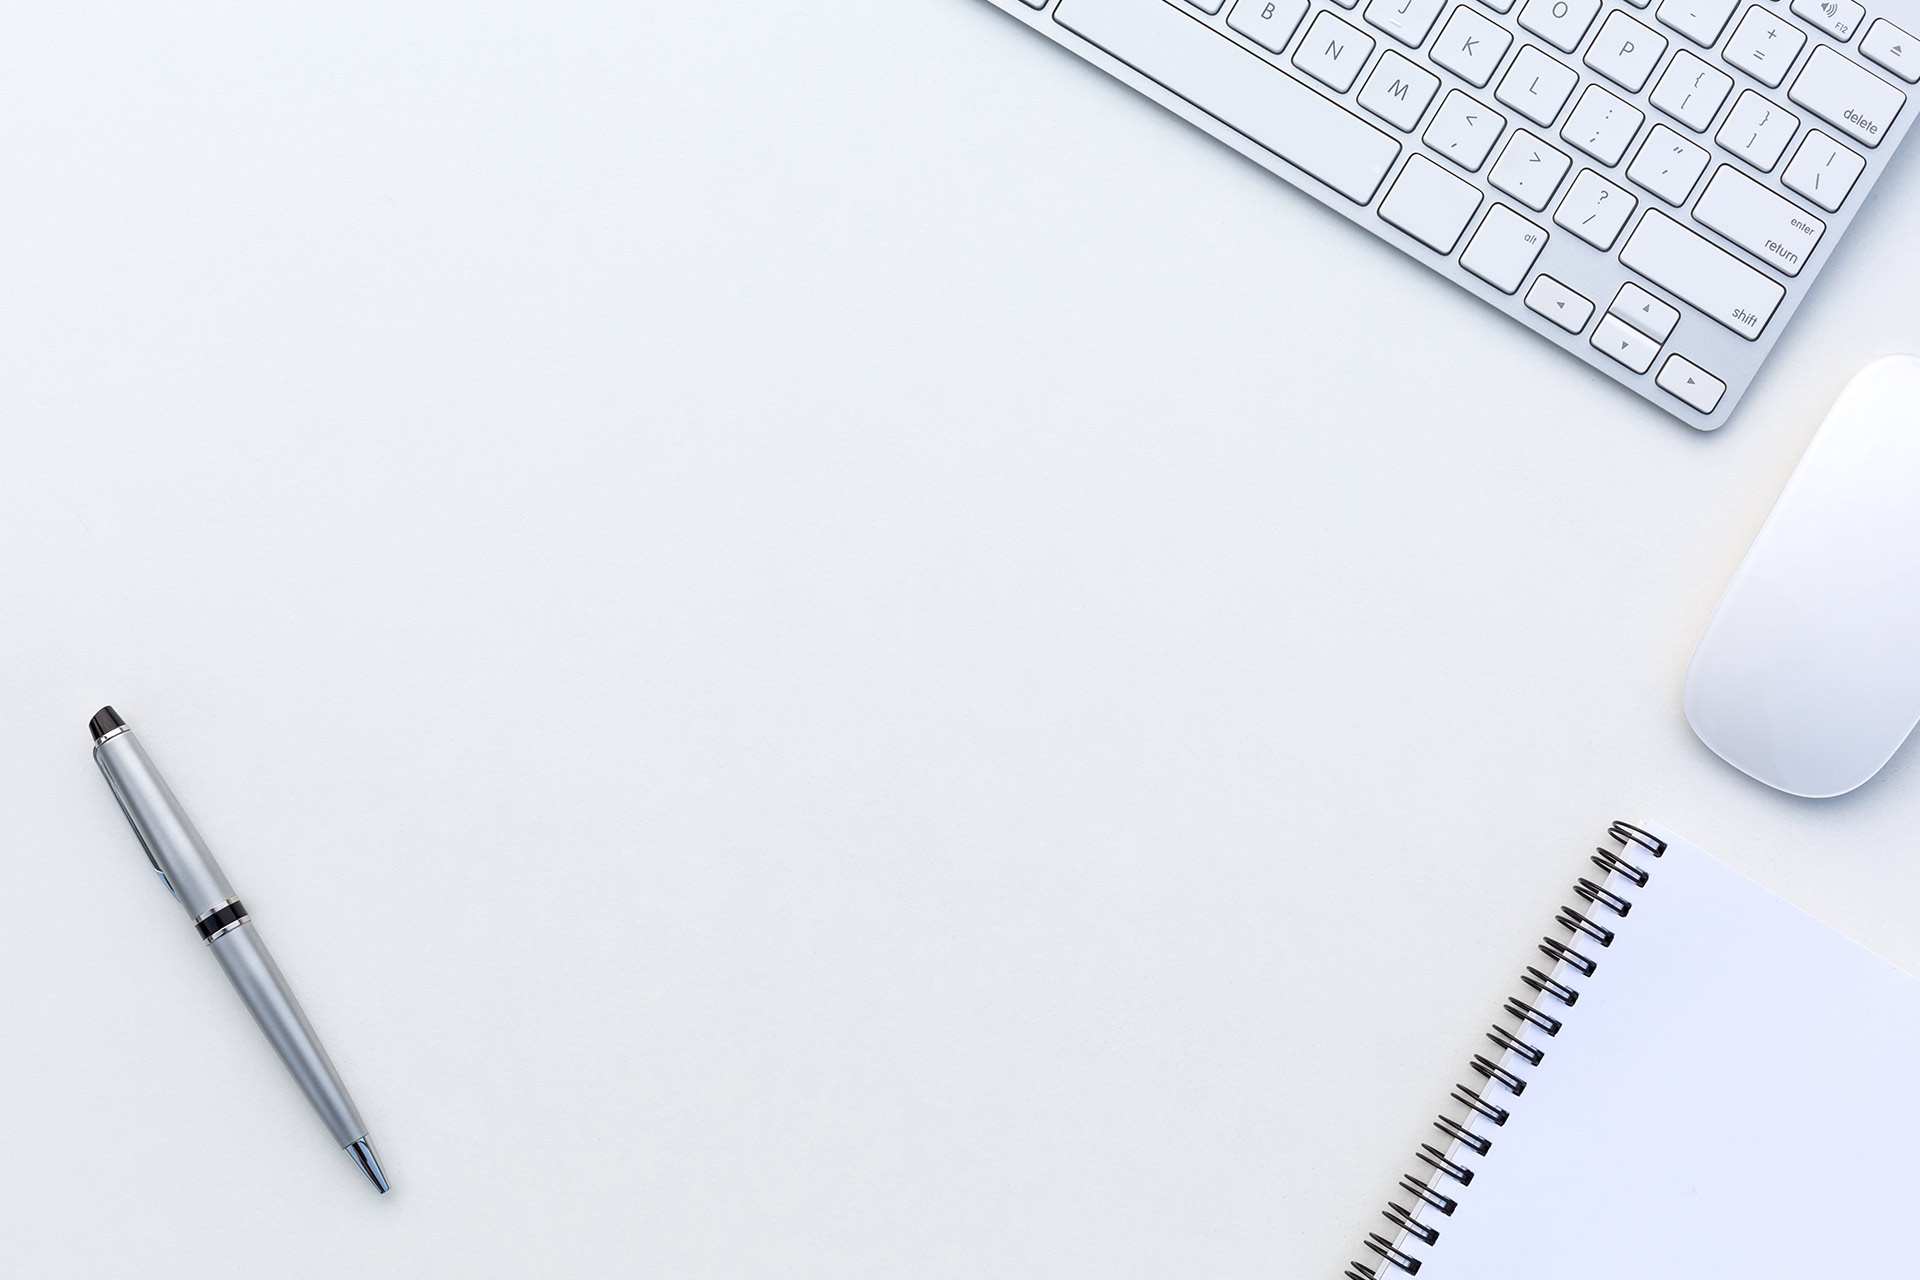 B
J
O
-
F12
N
K
P
+
=
M
L
{
[
delete
<
,
:
;
}
]
>
.
"
'
|
\
?
/
enter
return
alt
shift